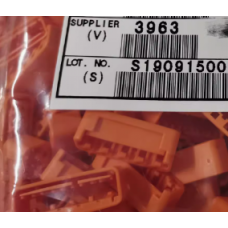 SUPPLIER 3963
(V)
LOT. NO. S19091500
(S)